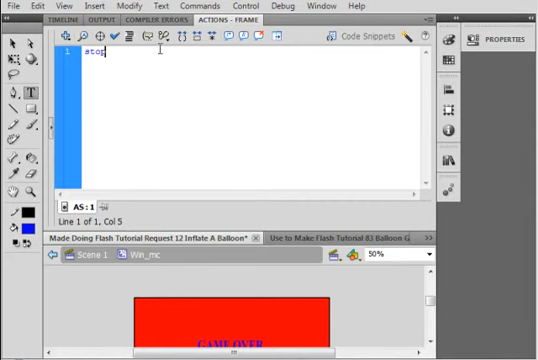 File Edit View Insert Modify Text Commands Control Debug Window Help
TIMELINE OUTPUT COMPILER ERRORS ACTIONS - FRAME
Code Snippets
PROPERTIES
1 stop
AS : 1
Line 1 of 1, Col 5
Made Doing Flash Tutorial Request 12 Inflate A Balloon* Use to Make Flash Tutorial 83 Balloon G
Scene 1 Win_mc 50%
GAME OVER